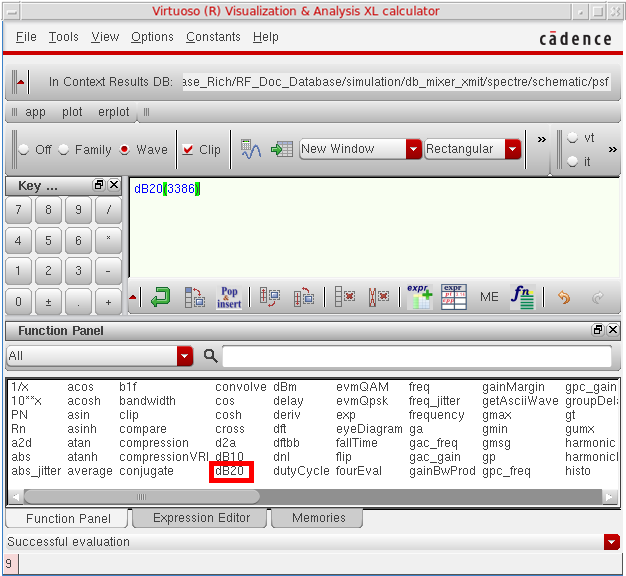 Virtuoso (R) Visualization & Analysis XL calculator
File Tools View Options Constants Help
cādence
In Context Results DB: ase_Rich/RF_Doc_Database/simulation/db_mixer_xmit/spectre/schematic/psf
app plot erplot
Off Family Wave Clip New Window Rectangular » vt
it »
Key ...
7 8 9 /
4 5 6 *
1 2 3 -
0 ± . +
dB20(3386)
Pop insert expr expr ME fn
Function Panel
All
1/x acos b1f convolve dBm evmQAM freq gainMargin gpc_gain
10**x acosh bandwidth cos delay evmQpsk freq_jitter getAsciiWave groupDela
PN asin clip cosh deriv exp frequency gmax gt
Rn asinh compare cross dft eyeDiagram ga gmin gumx
a2d atan compression d2a dftbb fallTime gac_freq gmsg harmonic
abs atanh compressionVRI dB10 dnl flip gac_gain gp harmonicl
abs_jitter average conjugate dB20 dutyCycle fourEval gainBwProd gpc_freq histo
Function Panel Expression Editor Memories
Successful evaluation
9